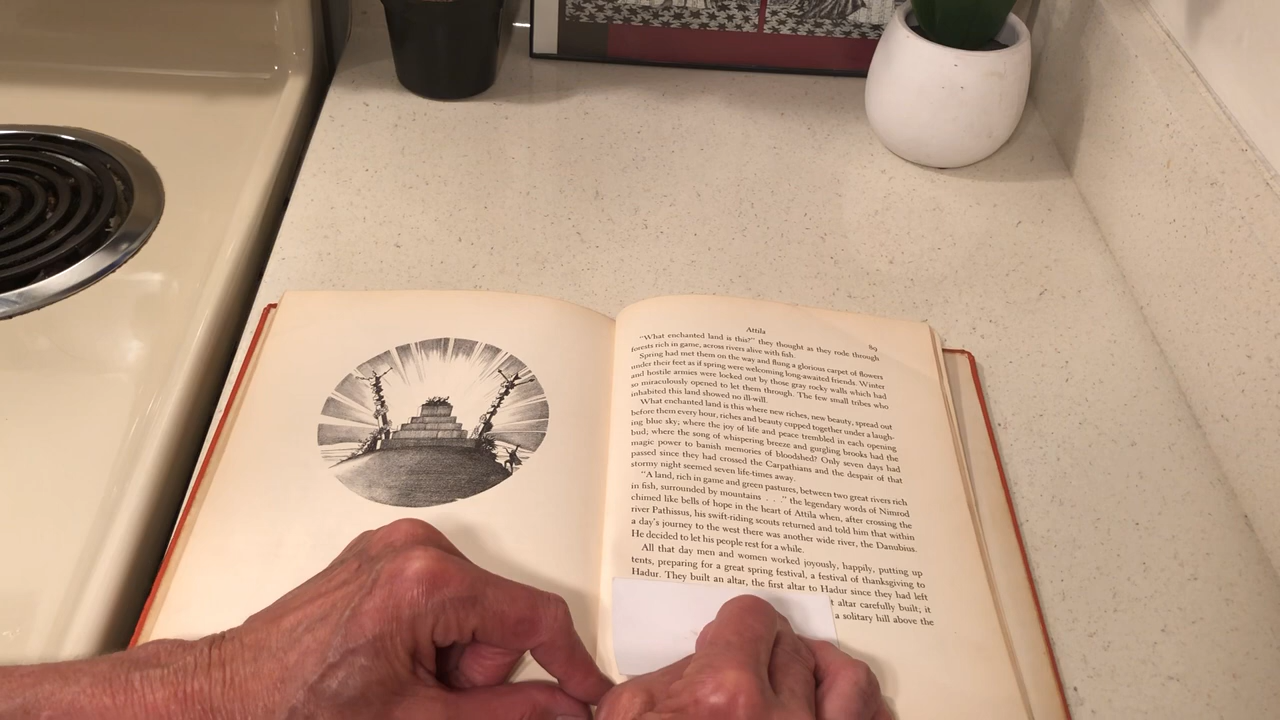 Attila
89
"What enchanted land is this?" they thought as they rode through
forests rich in game, across rivers alive with fish.
Spring had met them on the way and flung a glorious carpet of flowers
under their feet as if spring were welcoming long-awaited friends. Winter
and hostile armies were locked out by those gray rocky walls which had
so miraculously opened to let them through. The few small tribes who
inhabited this land showed no ill-will.
What enchanted land is this where new riches, new beauty, spread out
before them every hour, riches and beauty cupped together under a laugh-
ing blue sky; where the joy of life and peace trembled in each opening
bud; where the song of whispering breeze and gurgling brooks had the
magic power to banish memories of bloodshed? Only seven days had
passed since they had crossed the Carpathians and the despair of that
stormy night seemed seven life-times away.
"A land, rich in game and green pastures, between two great rivers rich
in fish, surrounded by mountains . . ." the legendary words of Nimrod
chimed like bells of hope in the heart of Attila when, after crossing the
river Pathissus, his swift-riding scouts returned and told him that within
a day's journey to the west there was another wide river, the Danubius.
He decided to let his people rest for a while.
All that day men and women worked joyously, happily, putting up
tents, preparing for a great spring festival, a festival of thanksgiving to
Hadur. They built an altar, the first altar to Hadur since they had left
altar carefully built; it
a solitary hill above the